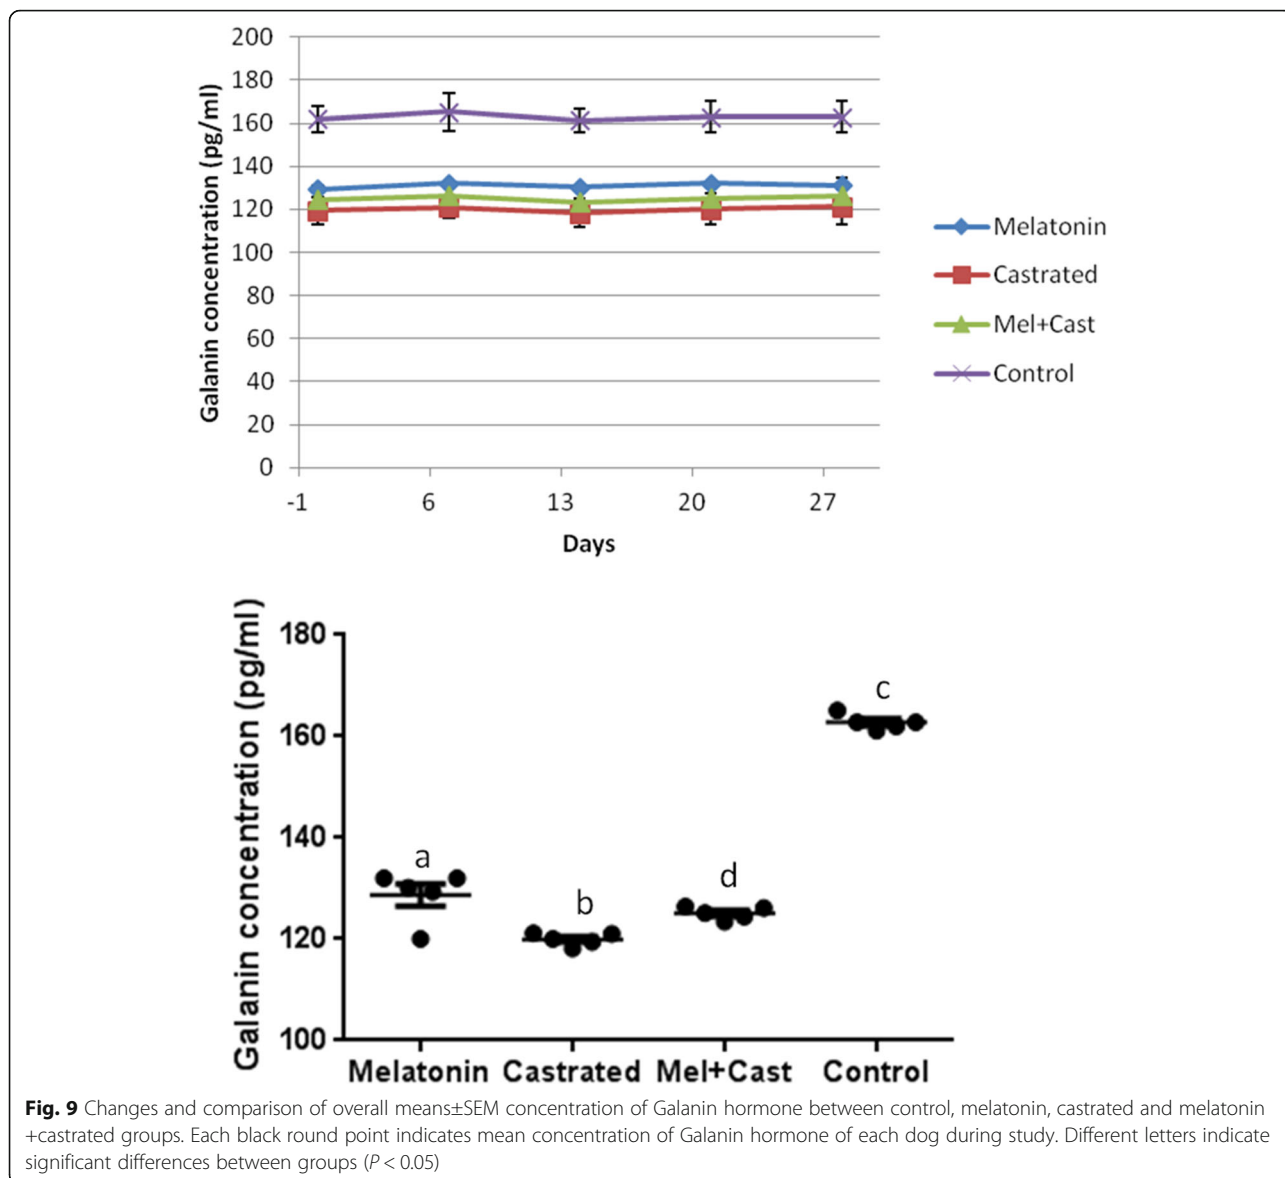 200
180
160
140
120
100
80
60
40
20
0
Galanin concentration (pg/ml)
-1 6 13 20 27
Days
Melatonin
Castrated
Mel+Cast
Control
180
160
140
120
100
Galanin concentration (pg/ml)
a b d c
Melatonin Castrated Mel+Cast Control
Fig. 9 Changes and comparison of overall means±SEM concentration of Galanin hormone between control, melatonin, castrated and melatonin
+castrated groups. Each black round point indicates mean concentration of Galanin hormone of each dog during study. Different letters indicate
significant differences between groups (P < 0.05)